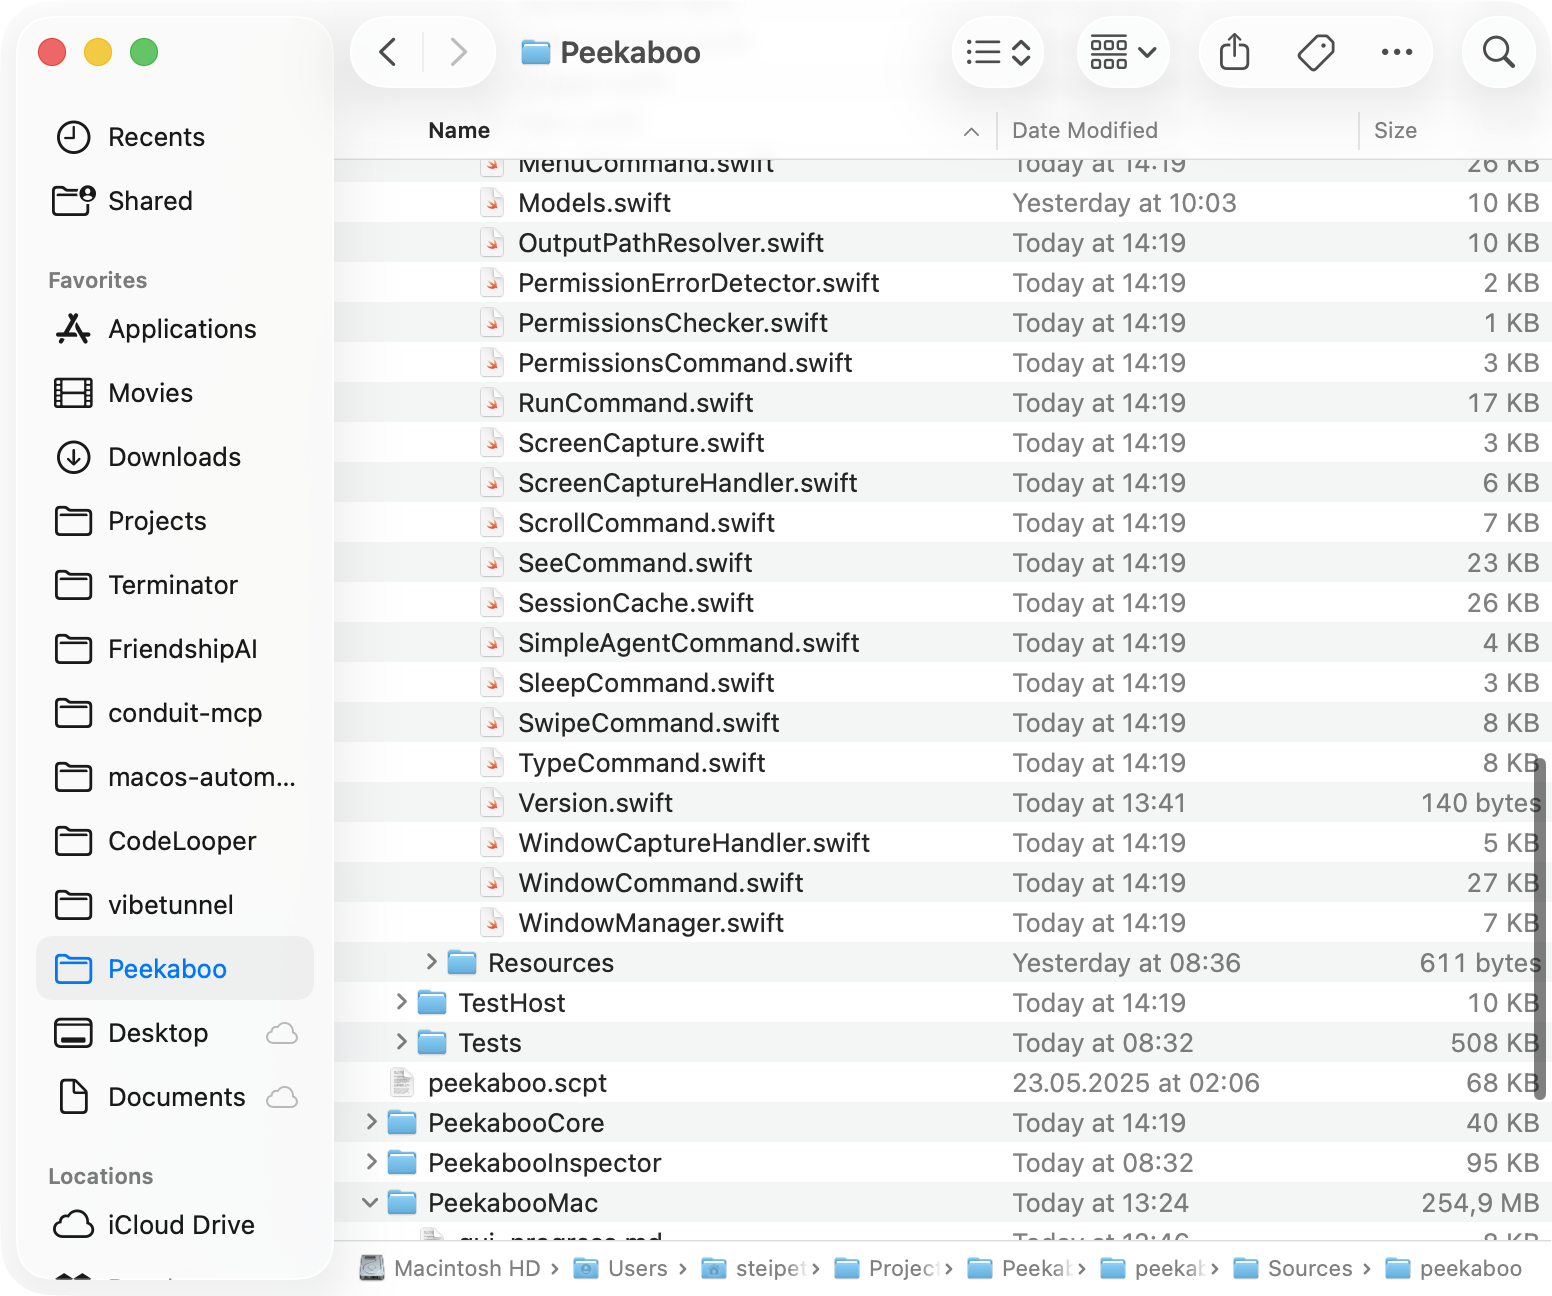 Peekaboo
Recents
Shared
Favorites
Applications
Movies
Downloads
Projects
Terminator
FriendshipAI
conduit-mcp
macos-autom...
CodeLooper
vibetunnel
Peekaboo
Desktop
Documents
Locations
iCloud Drive
Name Date Modified Size
MenuCommand.swift Today at 14:19 26 KB
Models.swift Yesterday at 10:03 10 KB
OutputPathResolver.swift Today at 14:19 10 KB
PermissionErrorDetector.swift Today at 14:19 2 KB
PermissionsChecker.swift Today at 14:19 1 KB
PermissionsCommand.swift Today at 14:19 3 KB
RunCommand.swift Today at 14:19 17 KB
ScreenCapture.swift Today at 14:19 3 KB
ScreenCaptureHandler.swift Today at 14:19 6 KB
ScrollCommand.swift Today at 14:19 7 KB
SeeCommand.swift Today at 14:19 23 KB
SessionCache.swift Today at 14:19 26 KB
SimpleAgentCommand.swift Today at 14:19 4 KB
SleepCommand.swift Today at 14:19 3 KB
SwipeCommand.swift Today at 14:19 8 KB
TypeCommand.swift Today at 14:19 8 KB
Version.swift Today at 13:41 140 bytes
WindowCaptureHandler.swift Today at 14:19 5 KB
WindowCommand.swift Today at 14:19 27 KB
WindowManager.swift Today at 14:19 7 KB
Resources Yesterday at 08:36 611 bytes
TestHost Today at 14:19 10 KB
Tests Today at 08:32 508 KB
peekaboo.scpt 23.05.2025 at 02:06 68 KB
PeekabooCore Today at 14:19 40 KB
PeekabooInspector Today at 08:32 95 KB
PeekabooMac Today at 13:24 254,9 MB
Macintosh HD › Users › steipet › Project › Peekab › peekab › Sources › peekaboo